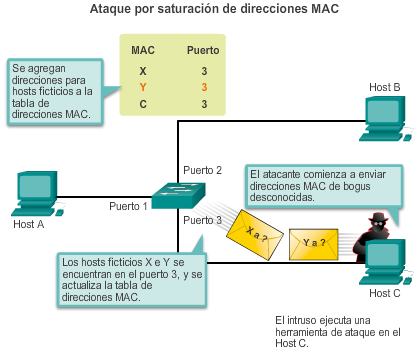 Ataque por saturación de direcciones MAC
MAC Puerto
X 3
Y 3
C 3
Se agregan
direcciones para
hosts ficticios a la
tabla de
direcciones MAC.
Host B
Puerto 2
El atacante comienza a enviar
direcciones MAC de bogus
desconocidas.
Puerto 1
Host A
Puerto 3
X a ?
Y a ?
Los hosts ficticios X e Y se
encuentran en el puerto 3, y se
actualiza la tabla de
direcciones MAC.
Host C
El intruso ejecuta una
herramienta de ataque en el
Host C.